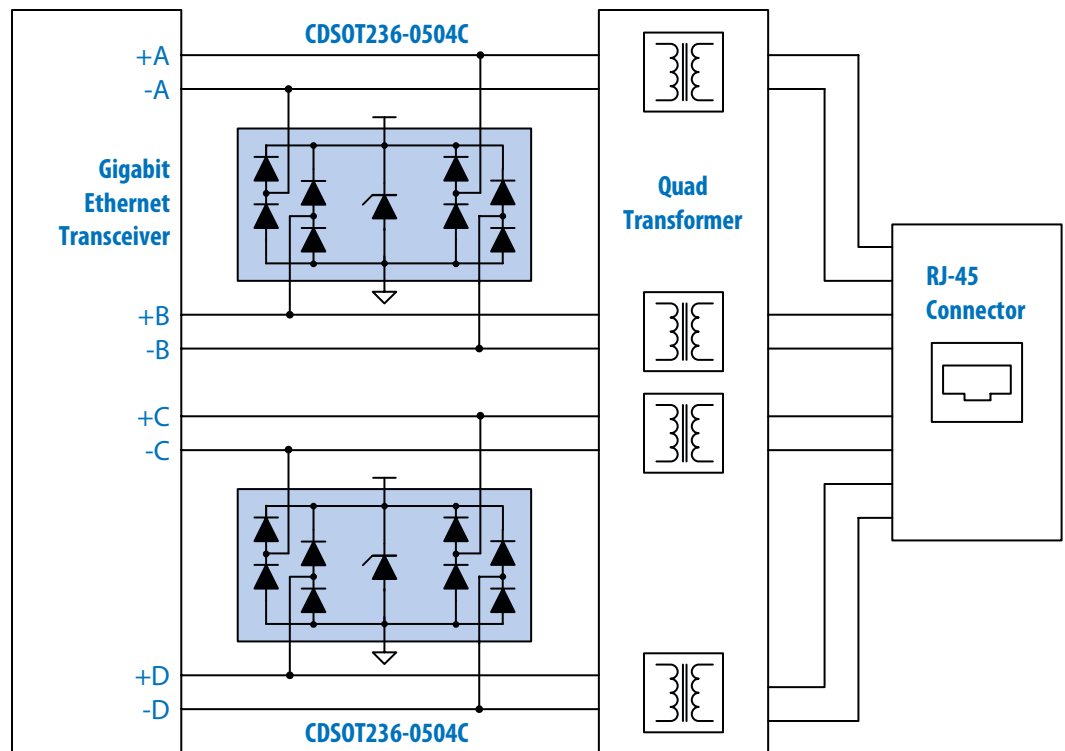 CDSOT236-0504C
+A
-A
Gigabit
Ethernet
Transceiver
Quad
Transformer
RJ-45
Connector
+B
-B
+C
-C
+D
-D
CDSOT236-0504C